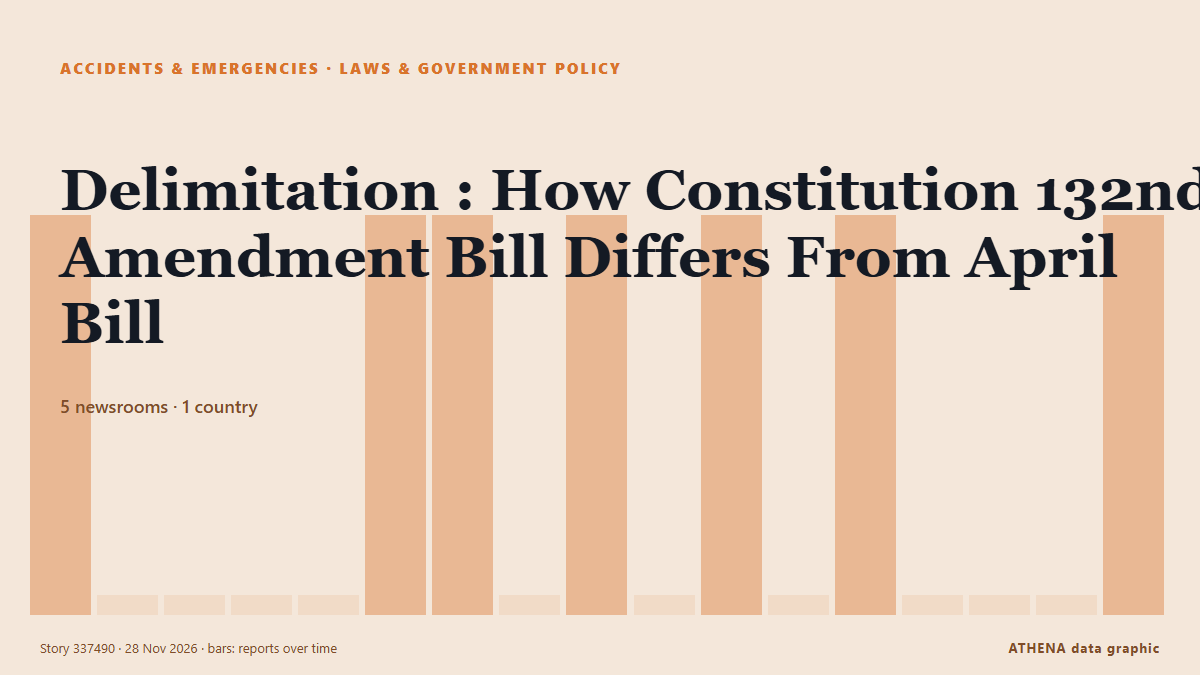 ACCIDENTS & EMERGENCIES · LAWS & GOVERNMENT POLICY
Delimitation : How Constitution 132nd
Amendment Bill Differs From April
Bill
5 newsrooms · 1 country
Story 337490 · 28 Nov 2026 · bars: reports over time
ATHENA data graphic